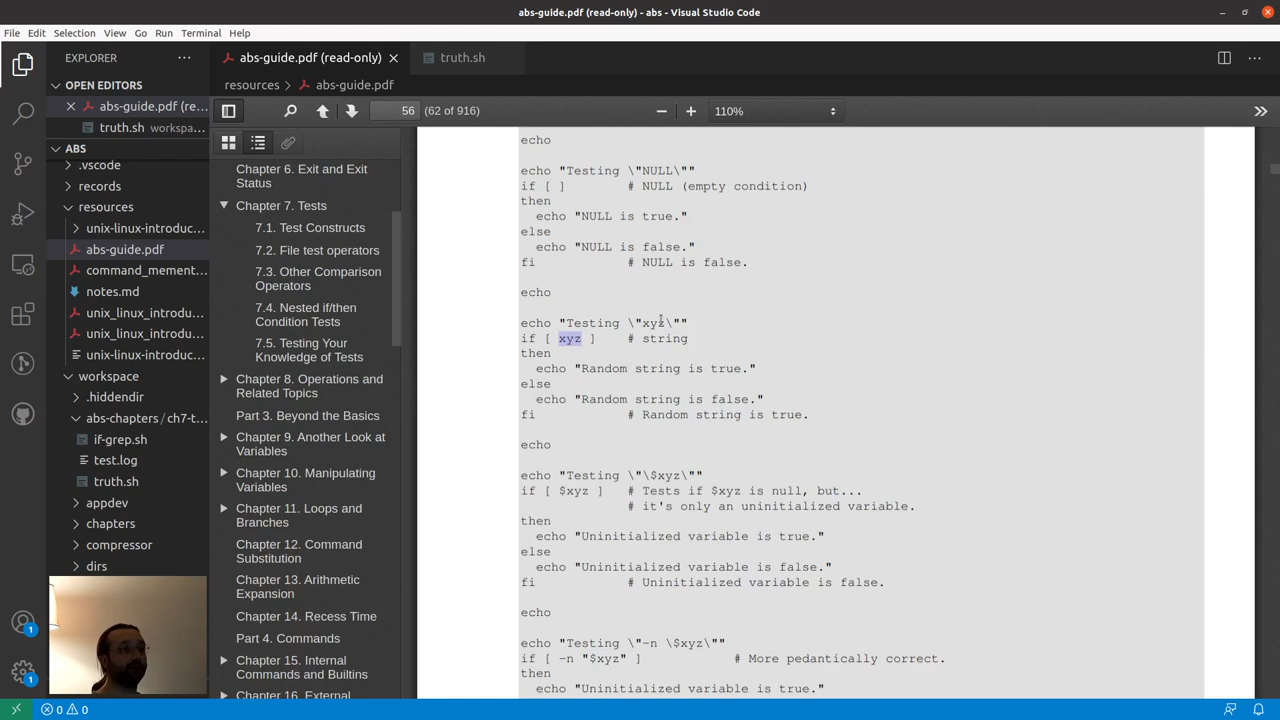 abs-guide.pdf (read-only) - abs - Visual Studio Code
File Edit Selection View Go Run Terminal Help
EXPLORER
abs-guide.pdf (read-only)
truth.sh
OPEN EDITORS
resources > abs-guide.pdf
abs-guide.pdf (re...
truth.sh workspa...
56 (62 of 916)
110%
ABS
.vscode
records
resources
unix-linux-introduc...
abs-guide.pdf
command_mement...
notes.md
unix_linux_introdu...
unix_linux_introdu...
unix-linux-introduc...
workspace
.hiddendir
abs-chapters / ch7-t...
if-grep.sh
test.log
truth.sh
appdev
chapters
compressor
dirs
1
1
Chapter 6. Exit and Exit
Status
Chapter 7. Tests
7.1. Test Constructs
7.2. File test operators
7.3. Other Comparison
Operators
7.4. Nested if/then
Condition Tests
7.5. Testing Your
Knowledge of Tests
Chapter 8. Operations and
Related Topics
Part 3. Beyond the Basics
Chapter 9. Another Look at
Variables
Chapter 10. Manipulating
Variables
Chapter 11. Loops and
Branches
Chapter 12. Command
Substitution
Chapter 13. Arithmetic
Expansion
Chapter 14. Recess Time
Part 4. Commands
Chapter 15. Internal
Commands and Builtins
Chapter 16. External
echo
echo "Testing \"NULL\""
if [ ] # NULL (empty condition)
then
echo "NULL is true."
else
echo "NULL is false."
fi # NULL is false.
echo
echo "Testing \"xyz\""
if [ xyz ] # string
then
echo "Random string is true."
else
echo "Random string is false."
fi # Random string is true.
echo
echo "Testing \"\$xyz\""
if [ $xyz ] # Tests if $xyz is null, but...
# it's only an uninitialized variable.
then
echo "Uninitialized variable is true."
else
echo "Uninitialized variable is false."
fi # Uninitialized variable is false.
echo
echo "Testing \"-n \$xyz\""
if [ -n "$xyz" ] # More pedantically correct.
then
echo "Uninitialized variable is true."
0 0